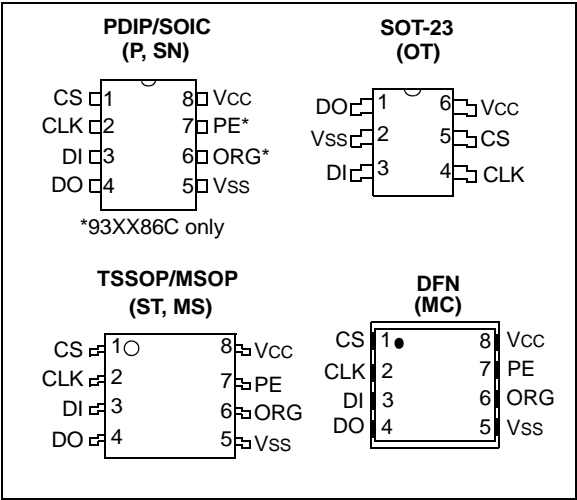 PDIP/SOIC
(P, SN)
CS 1 8 VCC
CLK 2 7 PE*
DI 3 6 ORG*
DO 4 5 VSS
*93XX86C only
SOT-23
(OT)
DO 1 6 VCC
VSS 2 5 CS
DI 3 4 CLK
TSSOP/MSOP
(ST, MS)
CS 1 8 VCC
CLK 2 7 PE
DI 3 6 ORG
DO 4 5 VSS
DFN
(MC)
CS 1 8 VCC
CLK 2 7 PE
DI 3 6 ORG
DO 4 5 VSS